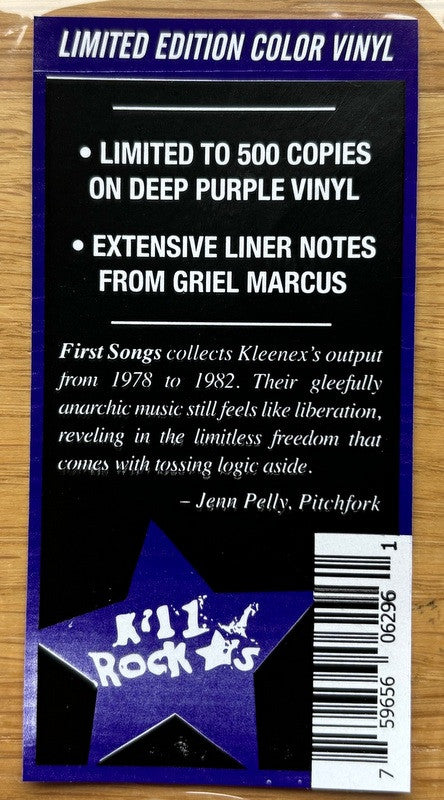 LIMITED EDITION COLOR VINYL
• LIMITED TO 500 COPIES
ON DEEP PURPLE VINYL
• EXTENSIVE LINER NOTES
FROM GRIEL MARCUS
First Songs collects Kleenex's output
from 1978 to 1982. Their gleefully
anarchic music still feels like liberation,
reveling in the limitless freedom that
comes with tossing logic aside.
– Jenn Pelly, Pitchfork
Kill
ROCK ★s
7 59656 06296 1